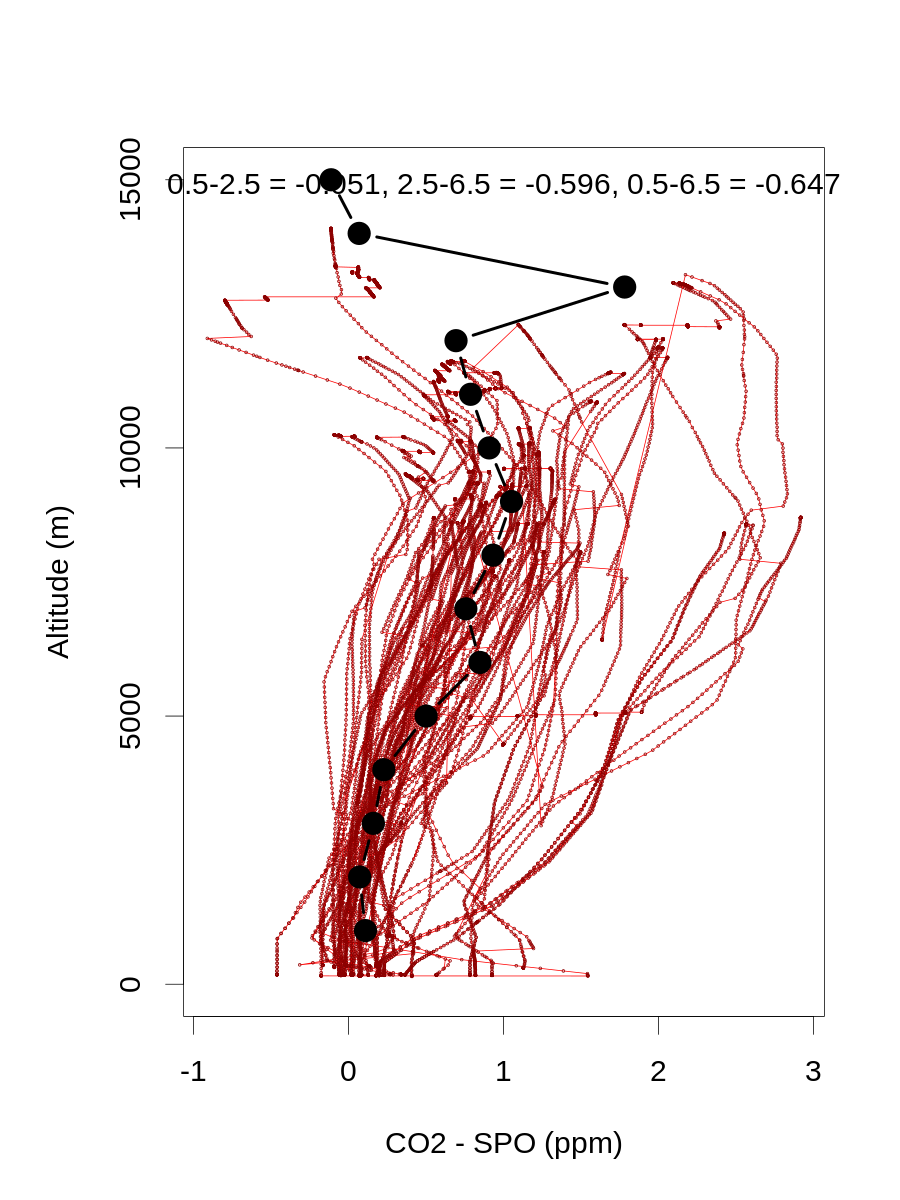 0.5-2.5 = -0.051, 2.5-6.5 = -0.596, 0.5-6.5 = -0.647
15000
10000
5000
0
Altitude (m)
-1 0 1 2 3
CO2 - SPO (ppm)